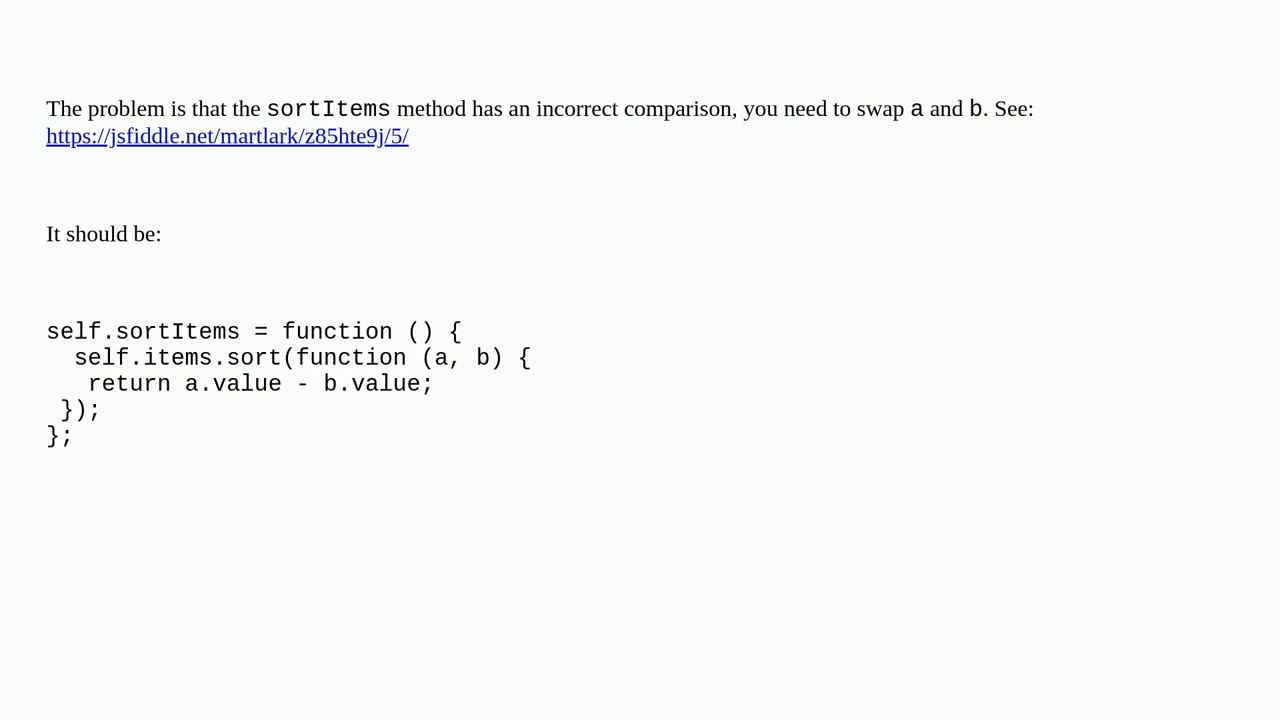 The problem is that the sortItems method has an incorrect comparison, you need to swap a and b. See:
https://jsfiddle.net/martlark/z85hte9j/5/
It should be:
self.sortItems = function () {
  self.items.sort(function (a, b) {
   return a.value - b.value;
 });
};